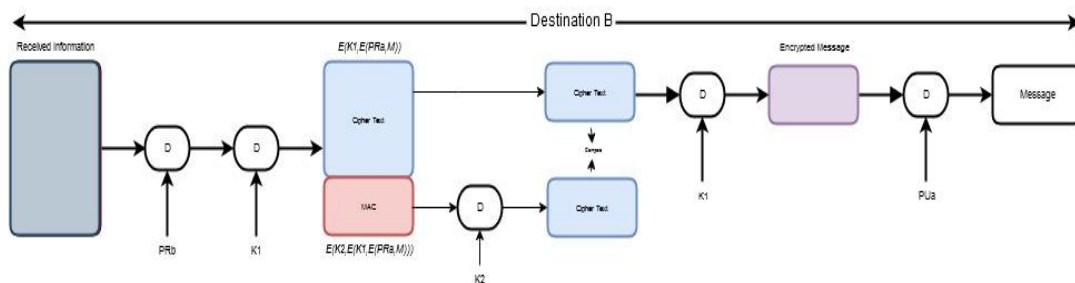 Destination B
Received Information
E(K1,E(PRa,M))
Encrypted Message
Cipher Text
Cipher Text
D
D
D
D
Message
Compare
MAC
D
Cipher Text
PRb
K1
E(K2,E(K1,E(PRa,M)))
K2
K1
PUa